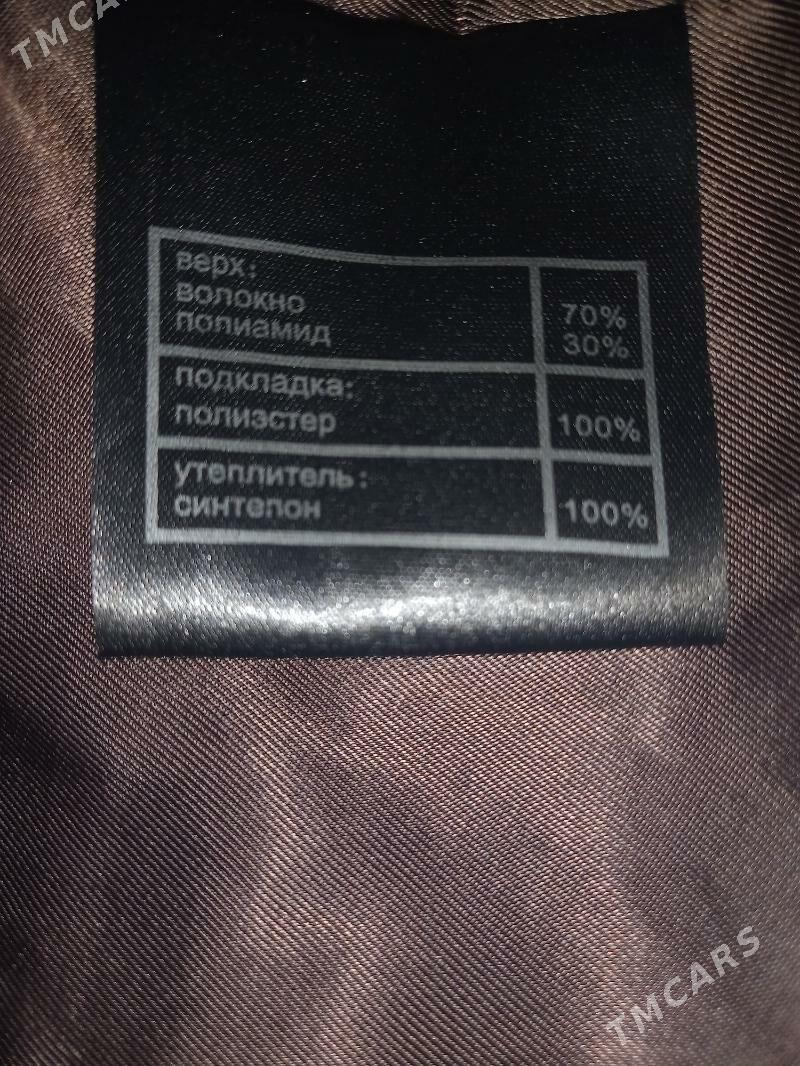 TMCARS
верх:
волокно 70%
полиамид 30%
подкладка:
полиэстер 100%
утеплитель:
синтепон 100%
TMCARS